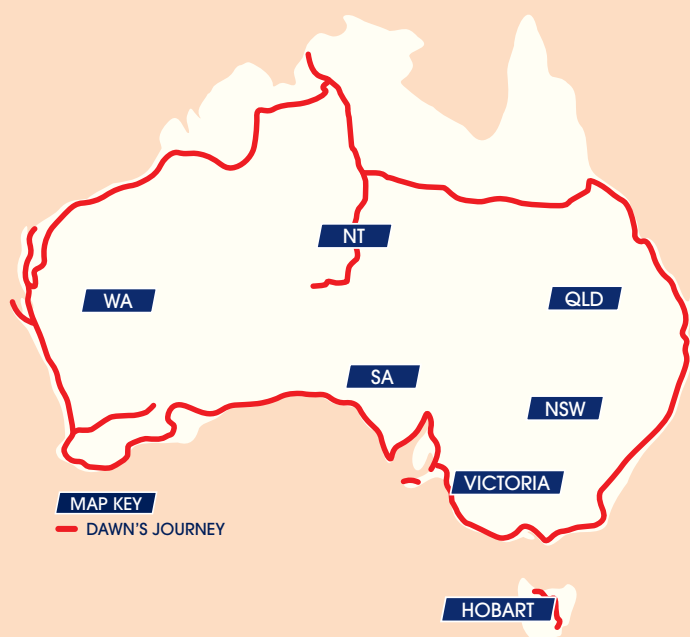 NT
WA
QLD
SA
NSW
VICTORIA
MAP KEY
DAWN'S JOURNEY
HOBART